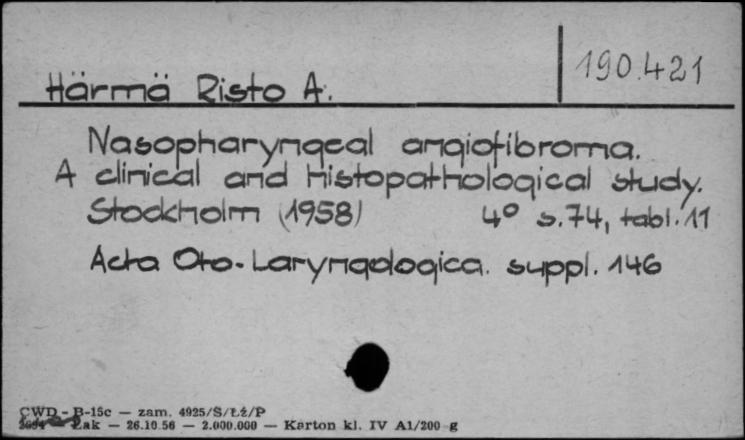 190.421
Härmä Risto A.
Nasopharyngeal angiofibroma.
A clinical and histopathological study.
Stockholm (1958) 4° s.74, tabl.11
Acta Oto-Laryngologica. suppl. 146
CWD - B-15c — zam. 4925/S/Łż/P
Zak — 26.10.56 — 2.000.000 — Karton kl. IV A1/200 g